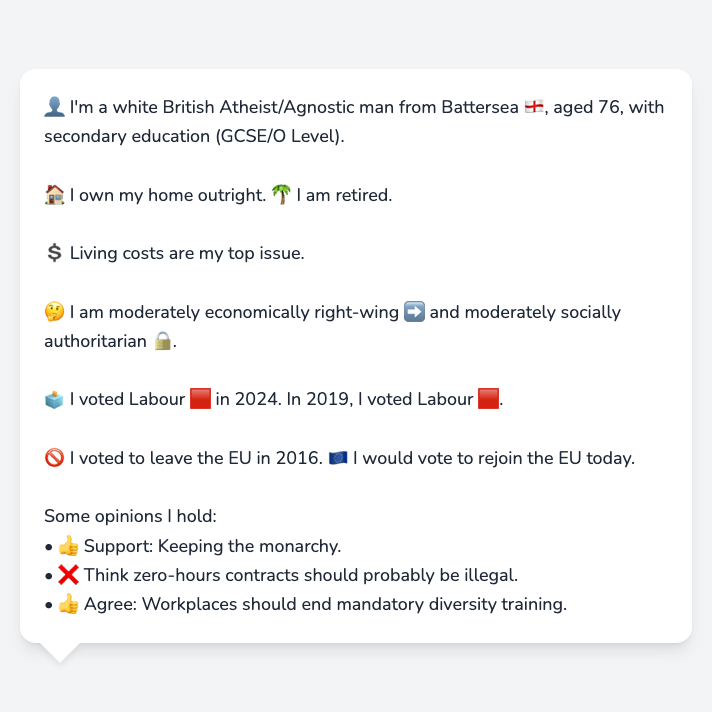 👤 I'm a white British Atheist/Agnostic man from Battersea 🏴󠁧󠁢󠁥󠁮󠁧󠁿, aged 76, with
secondary education (GCSE/O Level).
🏠 I own my home outright. 🌴 I am retired.
💲 Living costs are my top issue.
🤔 I am moderately economically right-wing ➡️ and moderately socially
authoritarian 🔒.
🗳️ I voted Labour 🟥 in 2024. In 2019, I voted Labour 🟥.
🚫 I voted to leave the EU in 2016. 🇪🇺 I would vote to rejoin the EU today.
Some opinions I hold:
• 👍 Support: Keeping the monarchy.
• ❌ Think zero-hours contracts should probably be illegal.
• 👍 Agree: Workplaces should end mandatory diversity training.